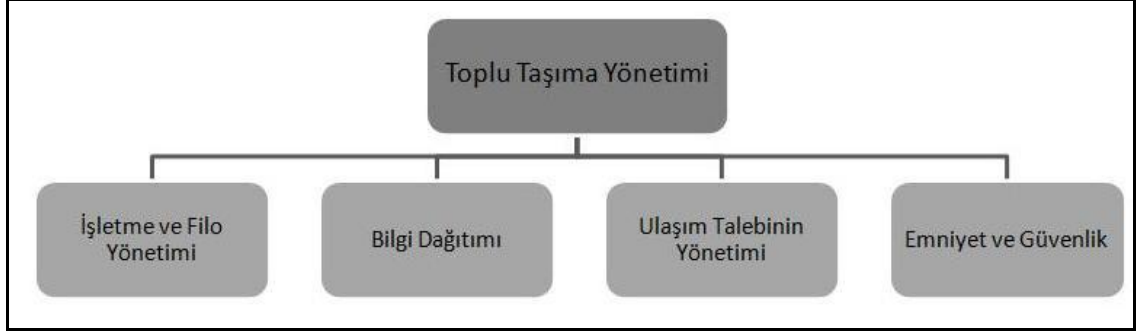 Toplu Taşıma Yönetimi
İşletme ve Filo
Yönetimi
Bilgi Dağıtımı
Ulaşım Talebinin
Yönetimi
Emniyet ve Güvenlik